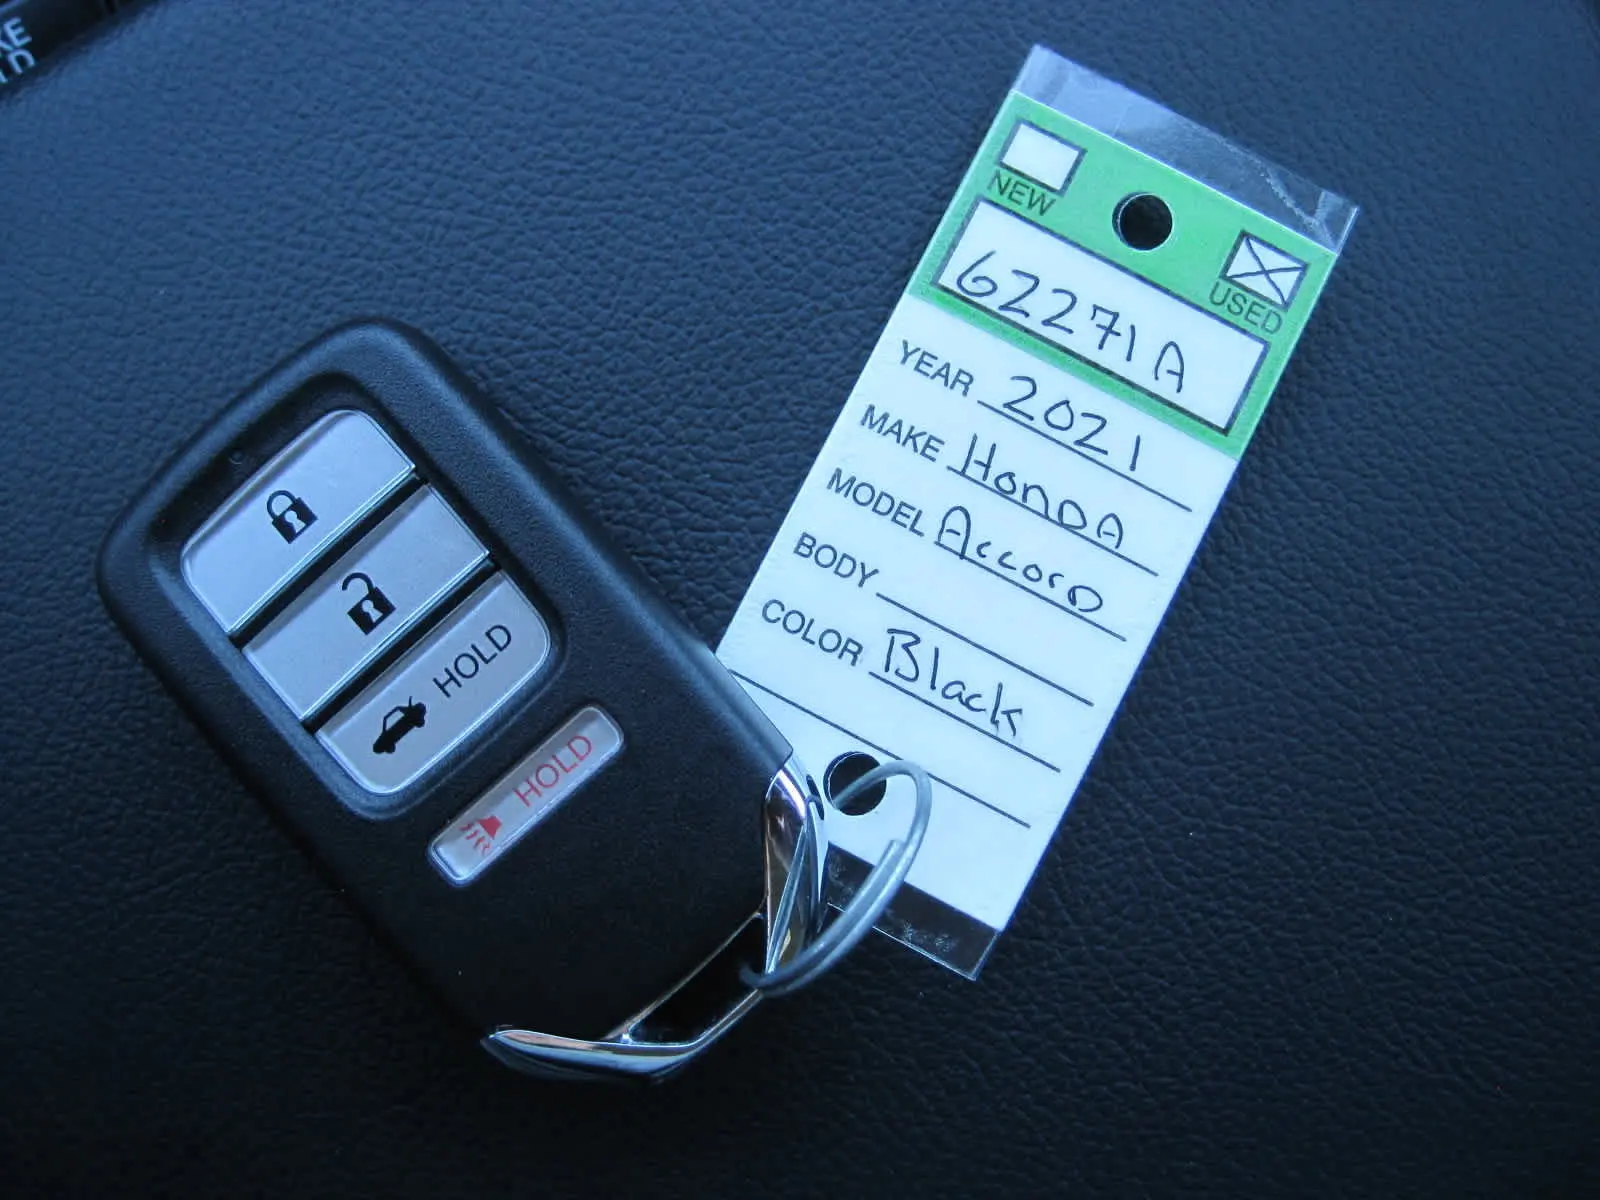 NEW
USED
62271A
YEAR 2021
MAKE HonDA
MODEL Accord
BODY
COLOR Black
HOLD
HOLD